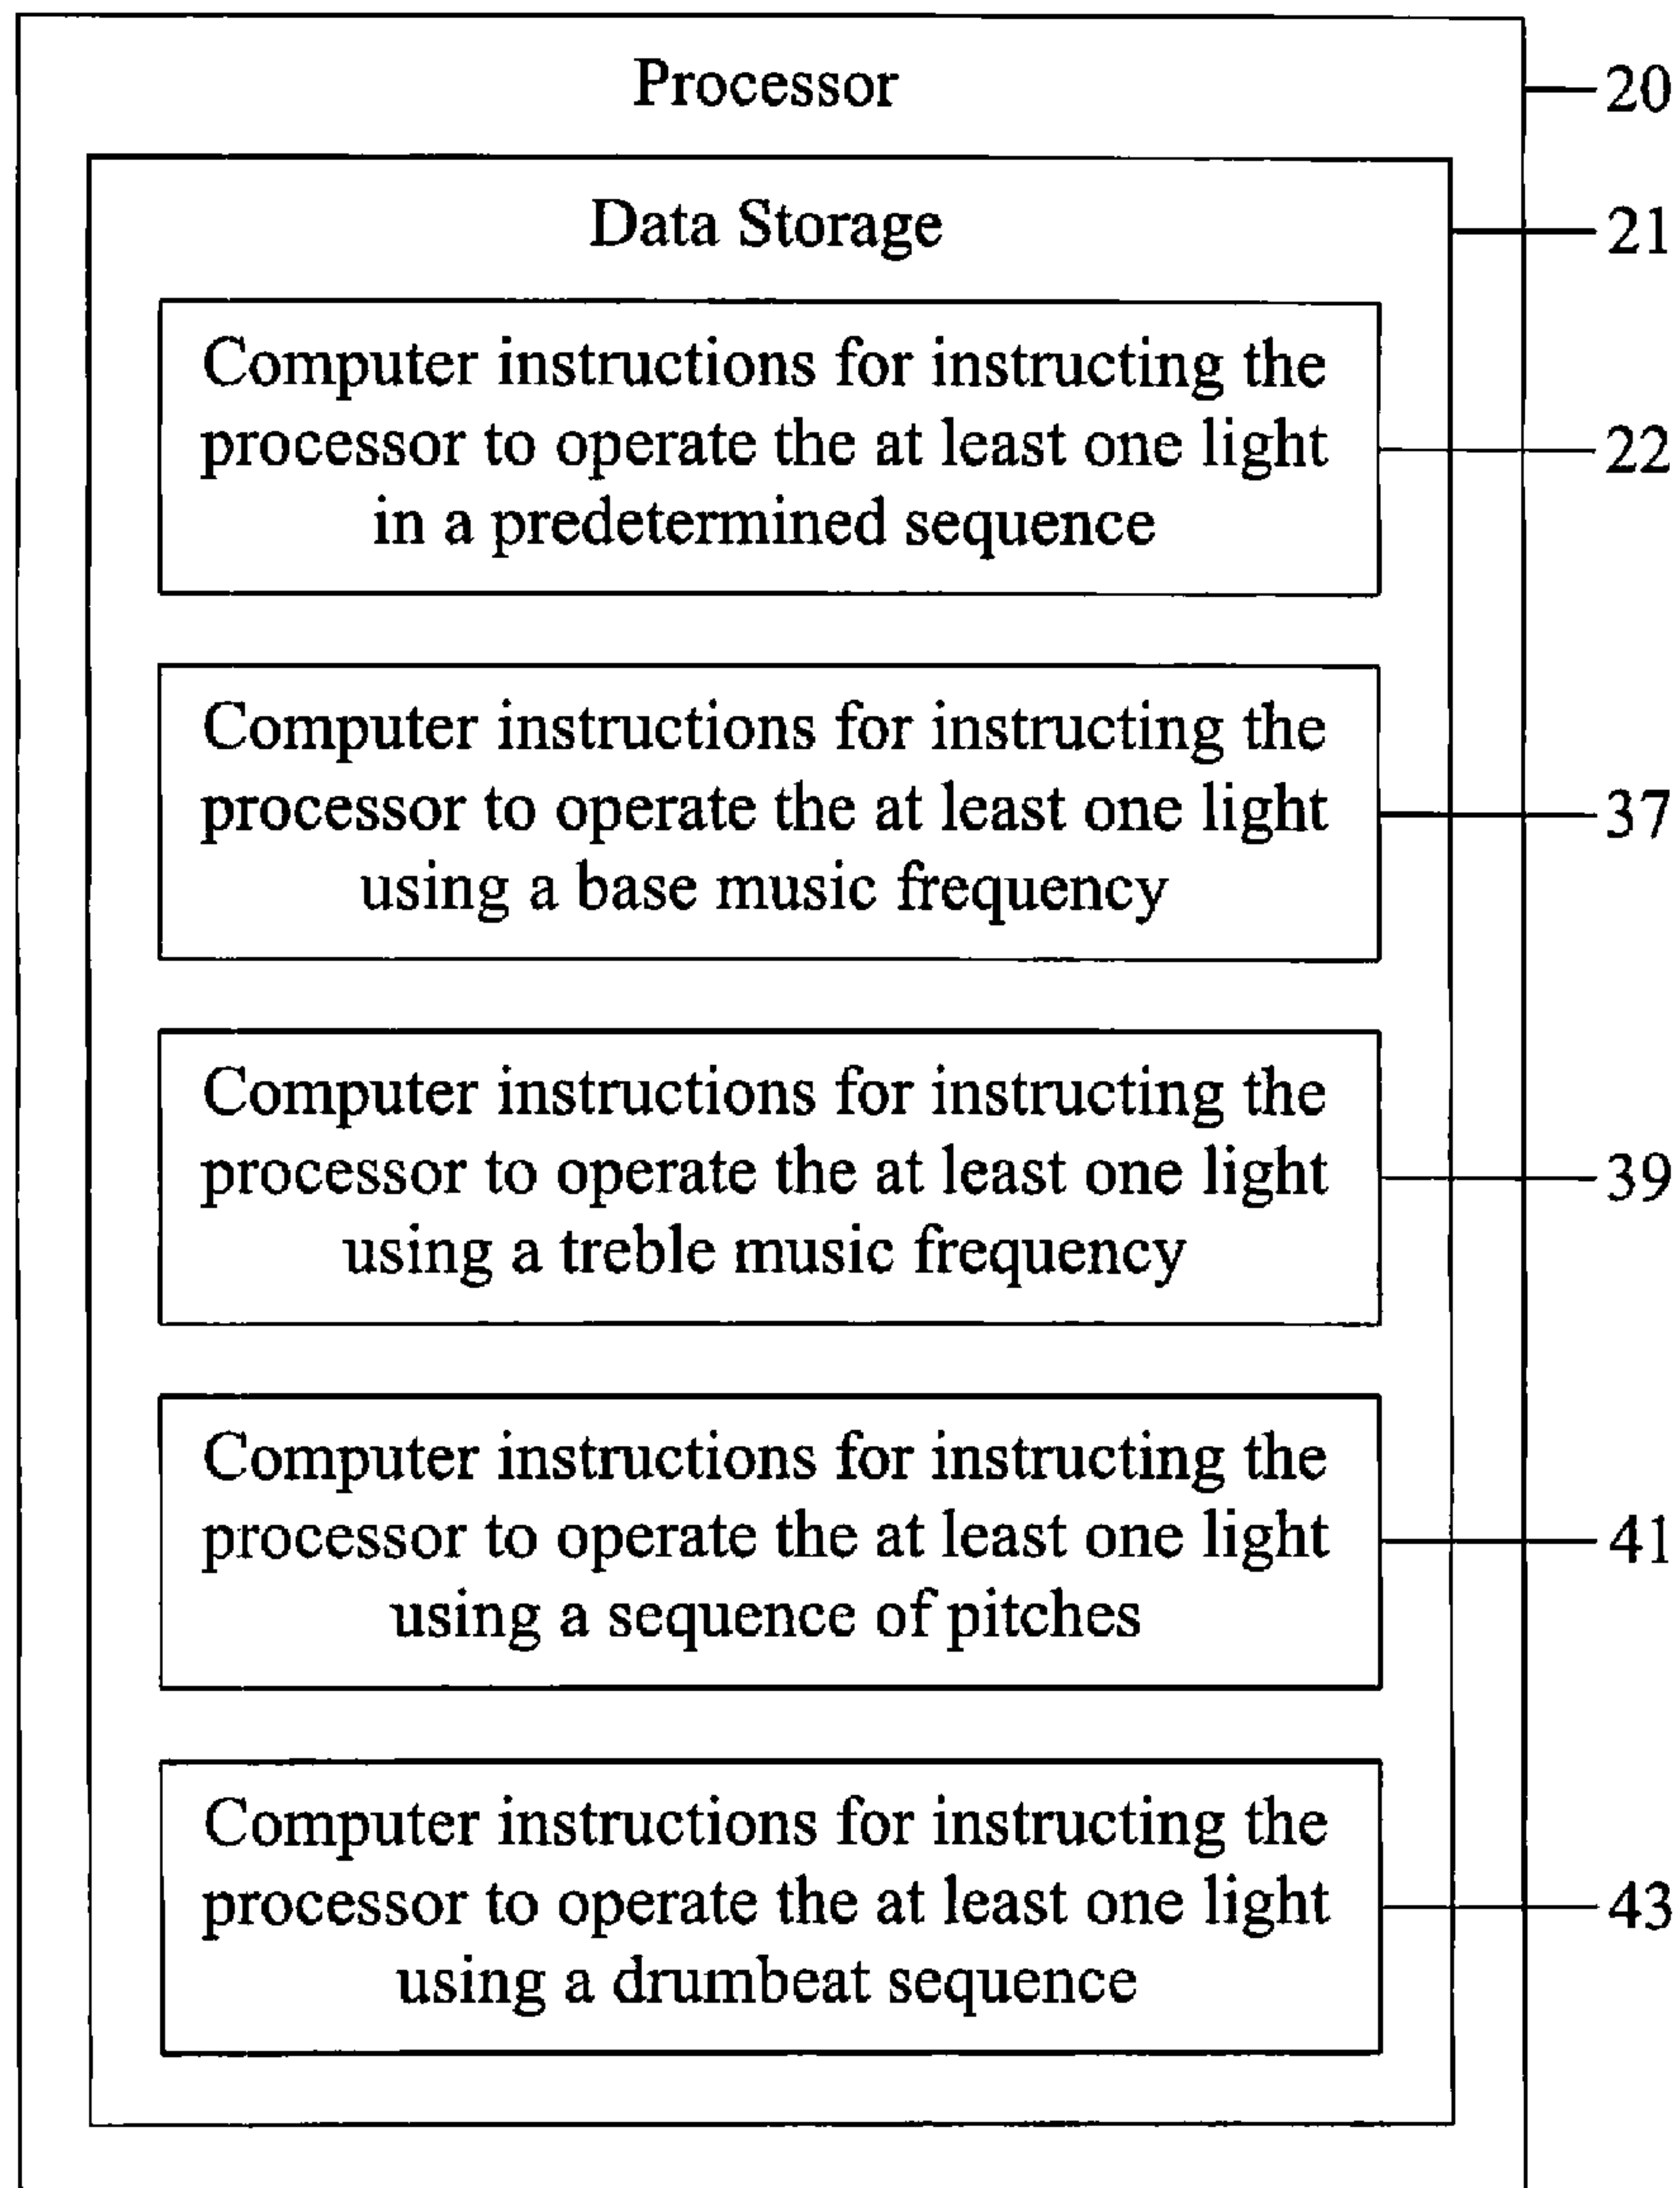 Processor
20
Data Storage
21
Computer instructions for instructing the
processor to operate the at least one light
in a predetermined sequence
22
Computer instructions for instructing the
processor to operate the at least one light
using a base music frequency
37
Computer instructions for instructing the
processor to operate the at least one light
using a treble music frequency
39
Computer instructions for instructing the
processor to operate the at least one light
using a sequence of pitches
41
Computer instructions for instructing the
processor to operate the at least one light
using a drumbeat sequence
43